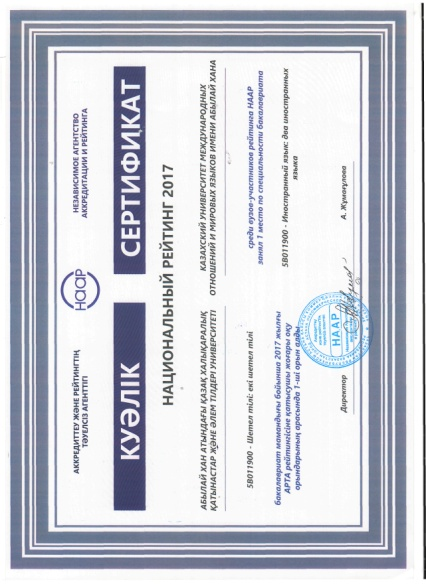 АККРЕДИТТЕУ ЖӘНЕ РЕЙТИНГТІҢ
ТӘУЕЛСІЗ АГЕНТТІГІ
НААР
НЕЗАВИСИМОЕ АГЕНТСТВО
АККРЕДИТАЦИИ И РЕЙТИНГА
КУӘЛІК
СЕРТИФИКАТ
НАЦИОНАЛЬНЫЙ РЕЙТИНГ 2017
АБЫЛАЙ ХАН АТЫНДАҒЫ ҚАЗАҚ ХАЛЫҚАРАЛЫҚ
ҚАТЫНАСТАР ЖӘНЕ ӘЛЕМ ТІЛДЕРІ УНИВЕРСИТЕТІ
5В011900 - Шетел тілі: екі шетел тілі
бакалавриат мамандығы бойынша 2017 жылғы
АРТА рейтингісіне қатысушы жоғары оқу
орындарының арасында 1-ші орын алды
КАЗАХСКИЙ УНИВЕРСИТЕТ МЕЖДУНАРОДНЫХ
ОТНОШЕНИЙ И МИРОВЫХ ЯЗЫКОВ ИМЕНИ АБЫЛАЙ ХАНА
среди вузов-участников рейтинга НААР
занял 1 место по специальности бакалавриата
5В011900 - Иностранный язык: два иностранных
языка
Директор
НААР
А. Жумагулова